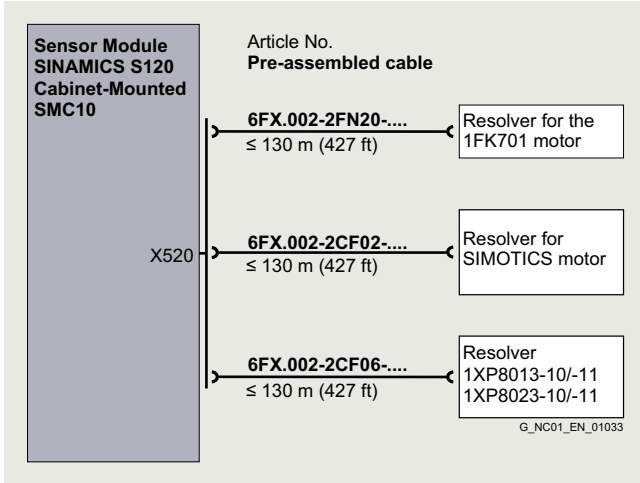 Sensor Module
SINAMICS S120
Cabinet-Mounted
SMC10
Article No.
Pre-assembled cable
6FX.002-2FN20-....
≤ 130 m (427 ft)
Resolver for the
1FK701 motor
X520
6FX.002-2CF02-....
≤ 130 m (427 ft)
Resolver for
SIMOTICS motor
6FX.002-2CF06-....
≤ 130 m (427 ft)
Resolver
1XP8013-10/-11
1XP8023-10/-11
G_NC01_EN_01033